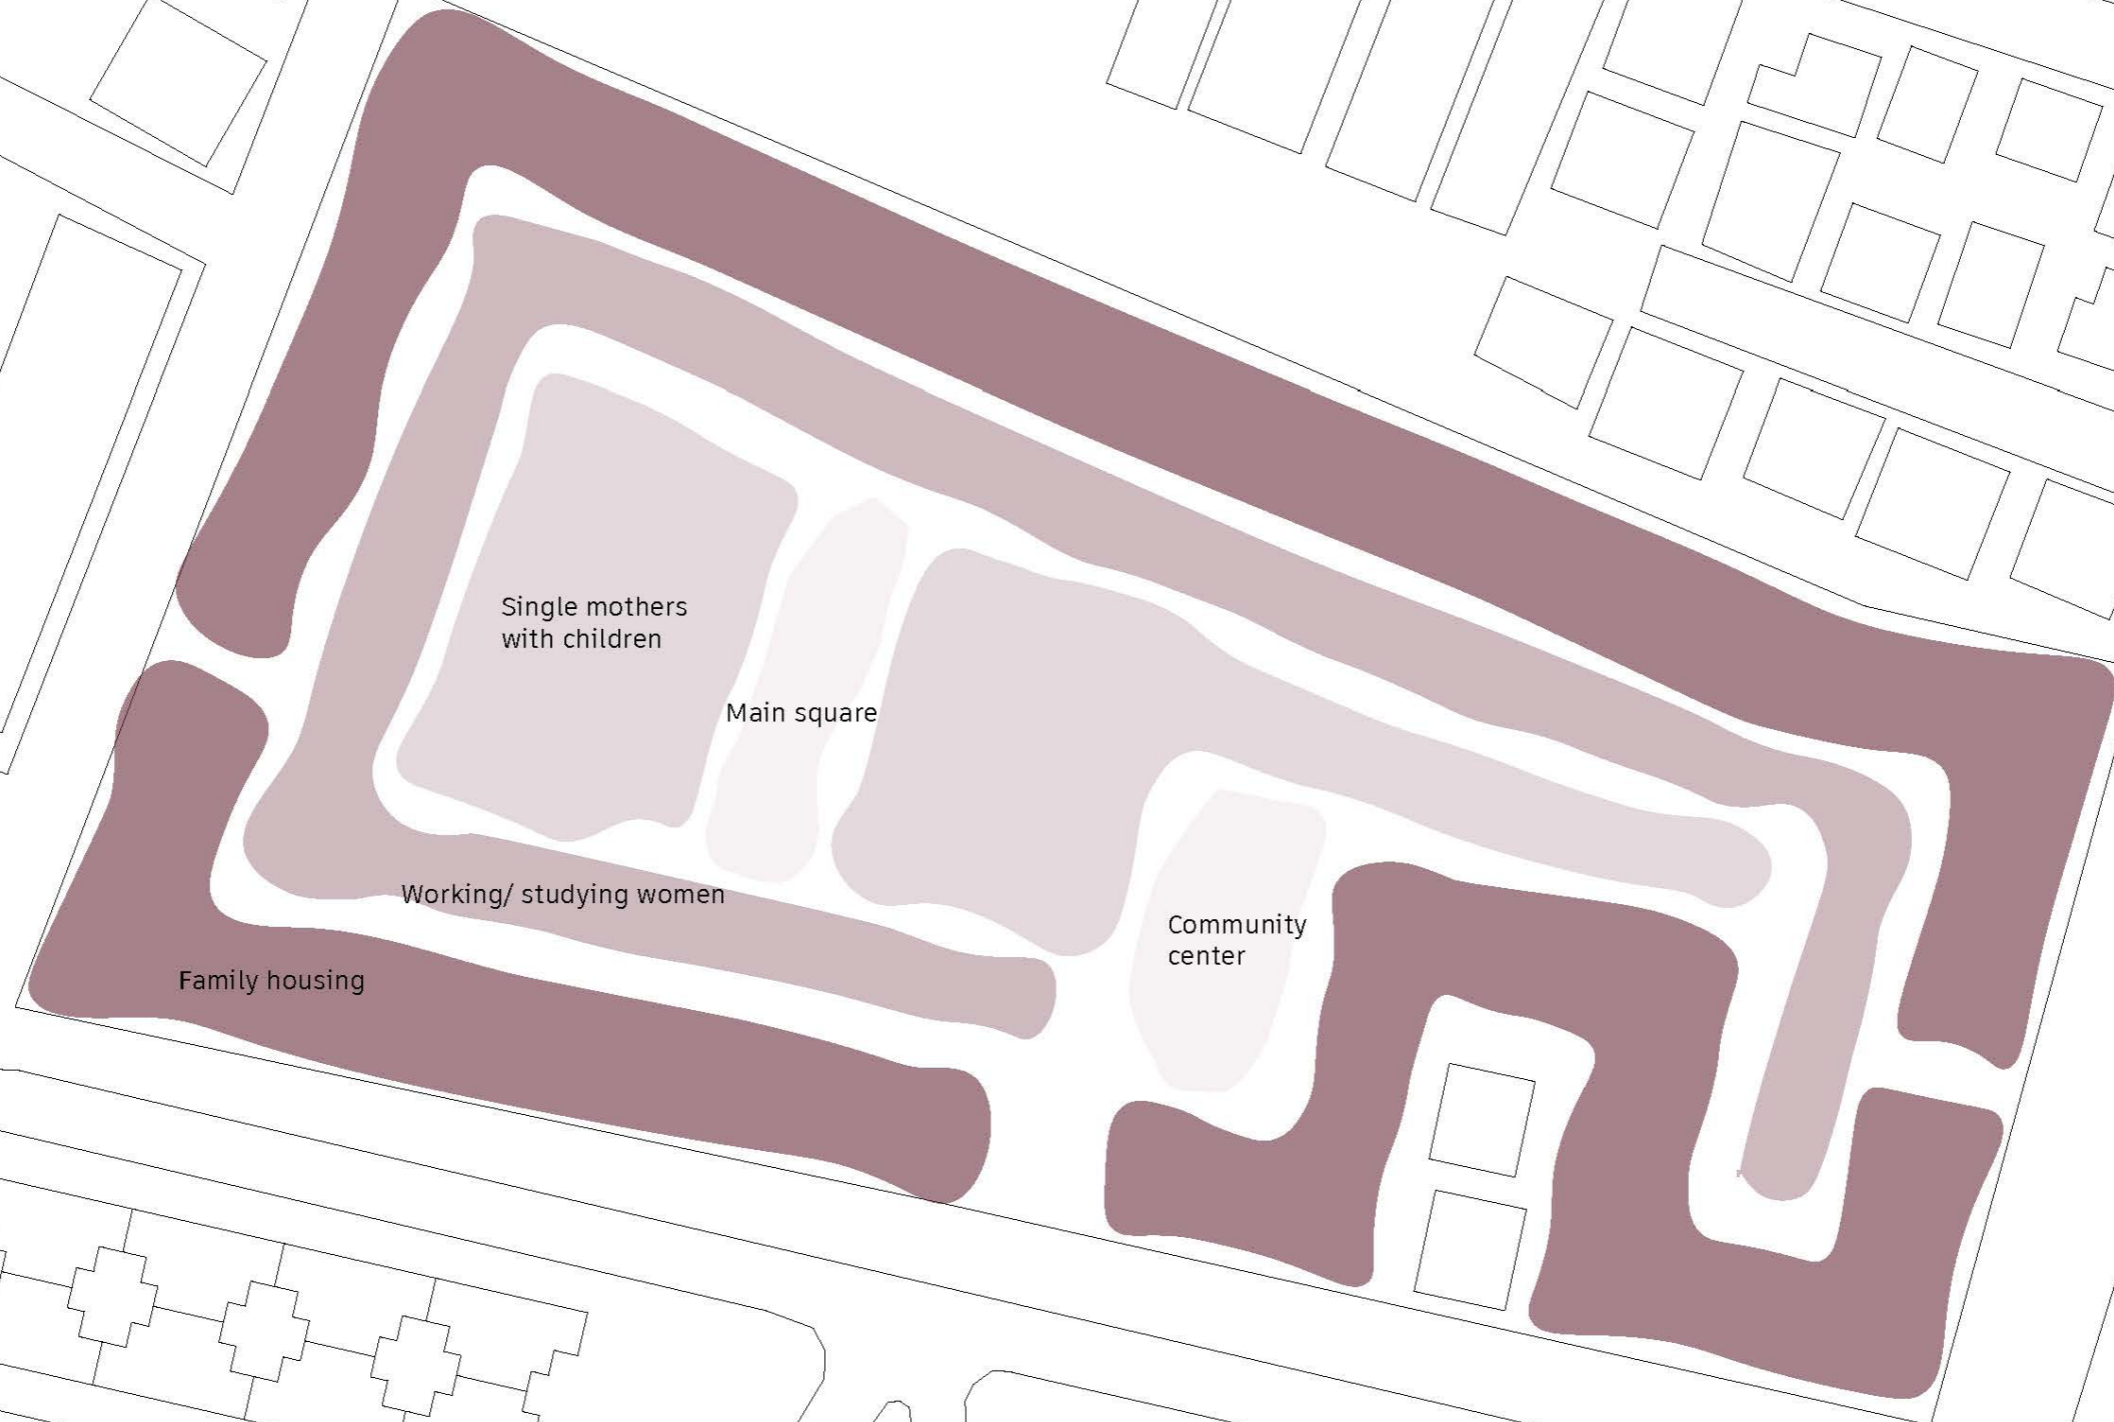 Single mothers
with children
Main square
Working/ studying women
Community
center
Family housing